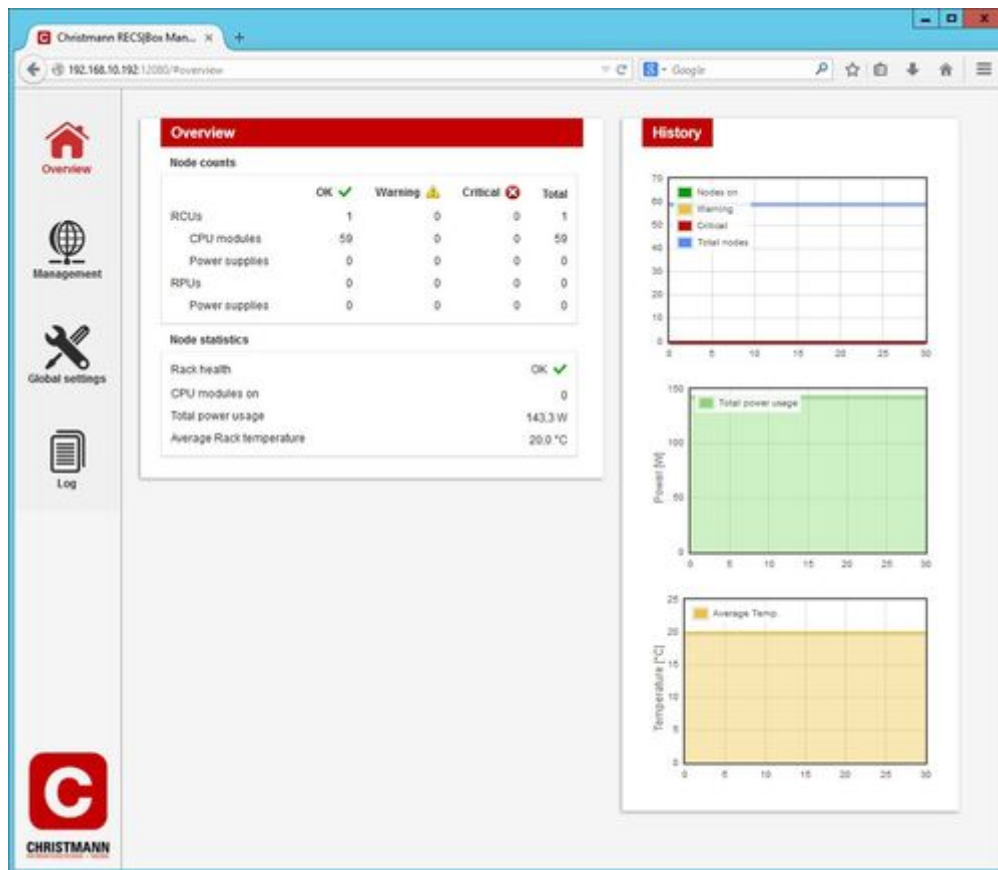 Christmann RECS|Box Man...
192.168.10.192:12080/#overview
Google
Overview
Management
Global settings
Log
CHRISTMANN
Overview
Node counts
OK Warning Critical Total
RCUs 1 0 0 1
CPU modules 59 0 0 59
Power supplies 0 0 0 0
RPUs 0 0 0 0
Power supplies 0 0 0 0
Node statistics
Rack health OK
CPU modules on 0
Total power usage 143,3 W
Average Rack temperature 20.0 °C
History
70
60
50
40
30
20
10
0
Nodes on
Warning
Critical
Total nodes
0 5 10 15 20 25 30
150
100
50
0
Power [W]
Total power usage
0 5 10 15 20 25 30
25
20
15
10
5
0
Temperature [°C]
Average Temp.
0 5 10 15 20 25 30